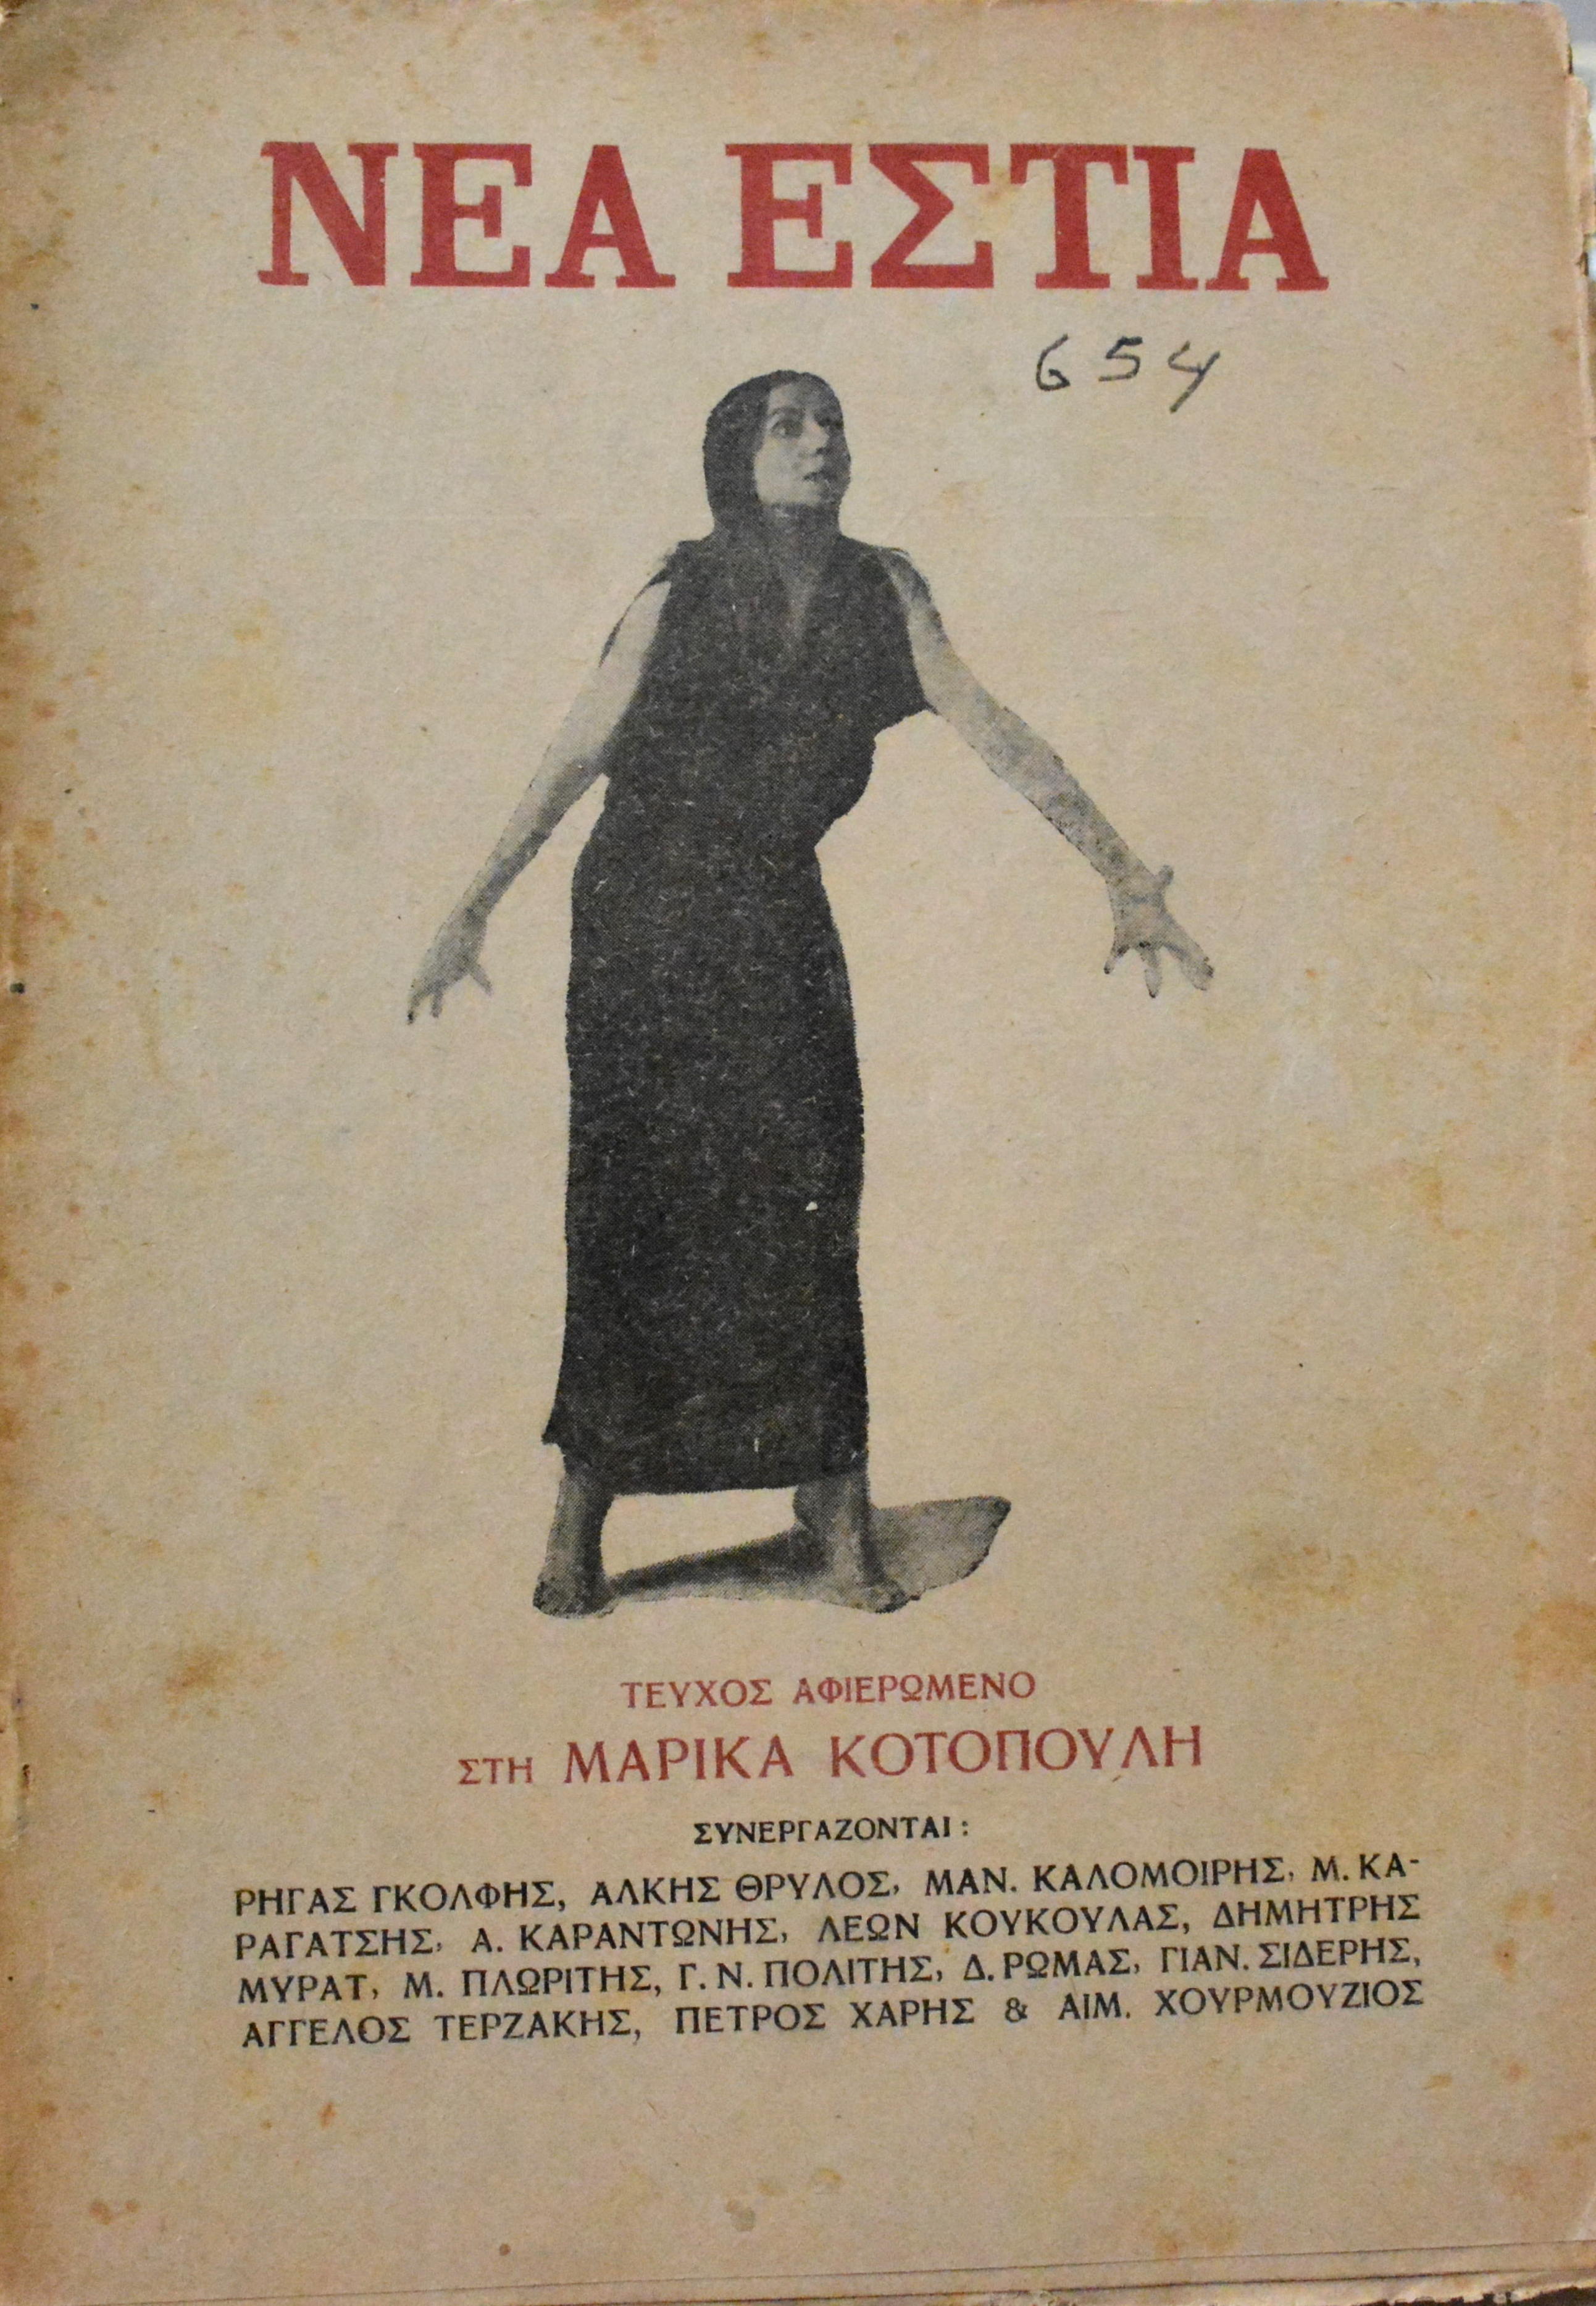 ΝΕΑ ΕΣΤΙΑ
654
ΤΕΥΧΟΣ ΑΦΙΕΡΩΜΕΝΟ
ΣΤΗ ΜΑΡΙΚΑ ΚΟΤΟΠΟΥΛΗ
ΣΥΝΕΡΓΑΖΟΝΤΑΙ:
ΡΗΓΑΣ ΓΚΟΛΦΗΣ, ΑΛΚΗΣ ΘΡΥΛΟΣ, ΜΑΝ. ΚΑΛΟΜΟΙΡΗΣ, Μ. ΚΑ-
ΡΑΓΑΤΣΗΣ, Α. ΚΑΡΑΝΤΩΝΗΣ, ΛΕΩΝ ΚΟΥΚΟΥΛΑΣ, ΔΗΜΗΤΡΗΣ
ΜΥΡΑΤ, Μ. ΠΛΩΡΙΤΗΣ, Γ. Ν. ΠΟΛΙΤΗΣ, Δ. ΡΩΜΑΣ, ΓΙΑΝ. ΣΙΔΕΡΗΣ,
ΑΓΓΕΛΟΣ ΤΕΡΖΑΚΗΣ, ΠΕΤΡΟΣ ΧΑΡΗΣ & ΑΙΜ. ΧΟΥΡΜΟΥΖΙΟΣ